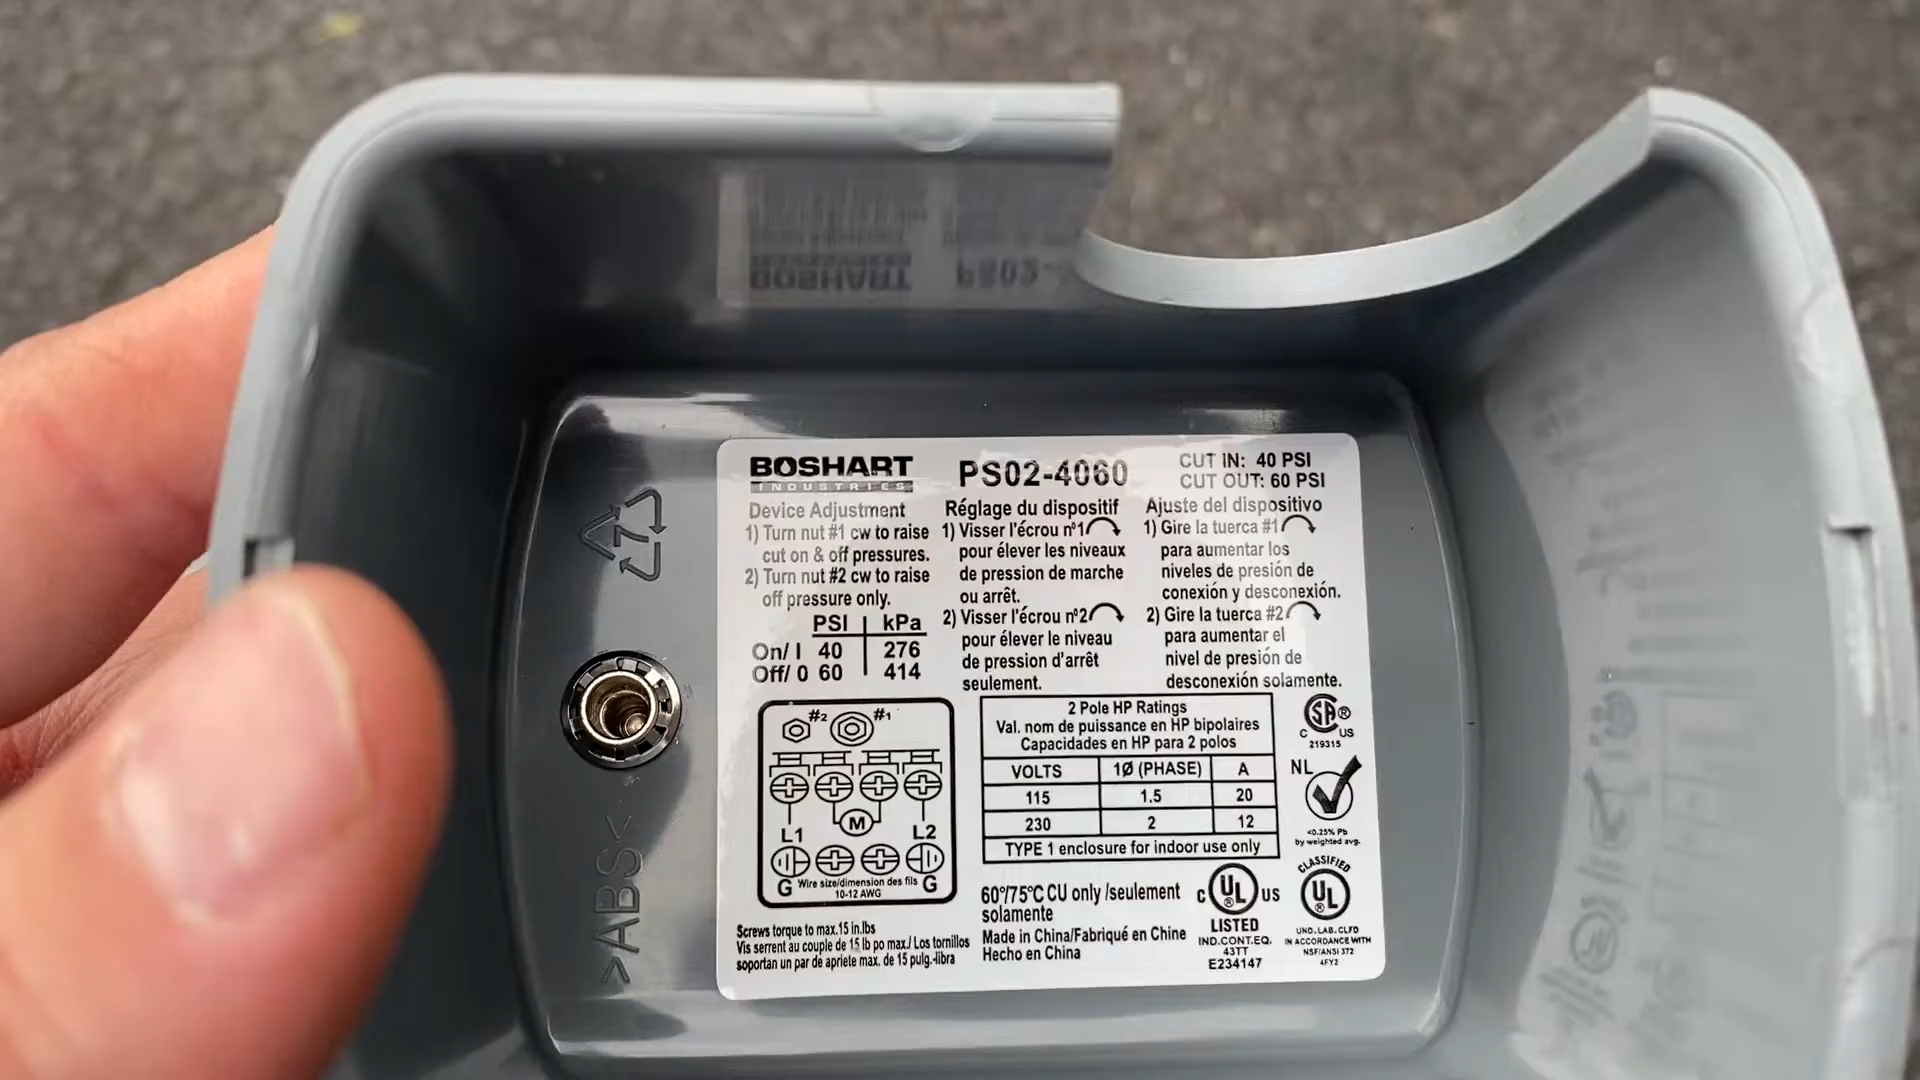 BOSHART
INDUSTRIES
PS02-4060
CUT IN: 40 PSI
CUT OUT: 60 PSI
Device Adjustment
1) Turn nut #1 cw to raise
cut on & off pressures.
2) Turn nut #2 cw to raise
off pressure only.
PSI kPa
On/ I 40 276
Off/ 0 60 414
Réglage du dispositif
1) Visser l'écrou nº1
pour élever les niveaux
de pression de marche
ou arrêt.
2) Visser l'écrou nº2
pour élever le niveau
de pression d'arrêt
seulement.
Ajuste del dispositivo
1) Gire la tuerca #1
para aumentar los
niveles de presión de
conexión y desconexión.
2) Gire la tuerca #2
para aumentar el
nivel de presión de
desconexión solamente.
#2 #1
M
L1 L2
G Wire size/dimension des fils G
10-12 AWG
Screws torque to max.15 in.lbs
Vis serrent au couple de 15 lb po max./ Los tornillos
soportan un par de apriete max. de 15 pulg.-libra
2 Pole HP Ratings
Val. nom de puissance en HP bipolaires
Capacidades en HP para 2 polos
VOLTS 1Ø (PHASE) A
115 1.5 20
230 2 12
TYPE 1 enclosure for indoor use only
60°/75°C CU only /seulement
solamente
Made in China/Fabriqué en Chine
Hecho en China
SA ®
C US
219315
NL
<0.25% Pb
by weighted avg.
C UL ® US
LISTED
IND.CONT.EQ.
43TT
E234147
CLASSIFIED
UL ®
UND. LAB. CLFD
IN ACCORDANCE WITH
NSF/ANSI 372
4FY2
7
>ABS<
BOSHART
PS02-